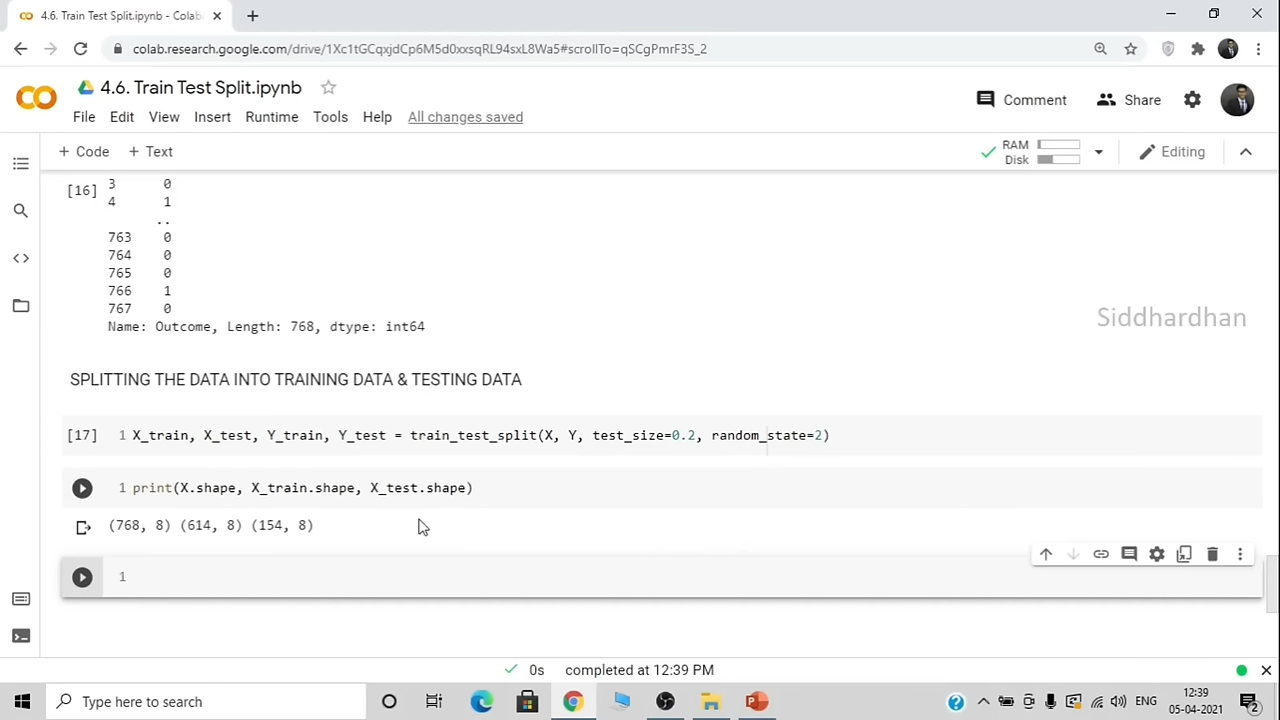 4.6. Train Test Split.ipynb - Colab
colab.research.google.com/drive/1Xc1tGCqxjdCp6M5d0xxsqRL94sxL8Wa5#scrollTo=qSCgPmrF3S_2
4.6. Train Test Split.ipynb
Comment
Share
File Edit View Insert Runtime Tools Help All changes saved
+ Code + Text
RAM
Disk
Editing
[16]
3 0
4 1
..
763 0
764 0
765 0
766 1
767 0
Name: Outcome, Length: 768, dtype: int64
Siddhardhan
SPLITTING THE DATA INTO TRAINING DATA & TESTING DATA
[17] 1 X_train, X_test, Y_train, Y_test = train_test_split(X, Y, test_size=0.2, random_state=2)
1 print(X.shape, X_train.shape, X_test.shape)
(768, 8) (614, 8) (154, 8)
1
0s completed at 12:39 PM
Type here to search
ENG
12:39
05-04-2021
2